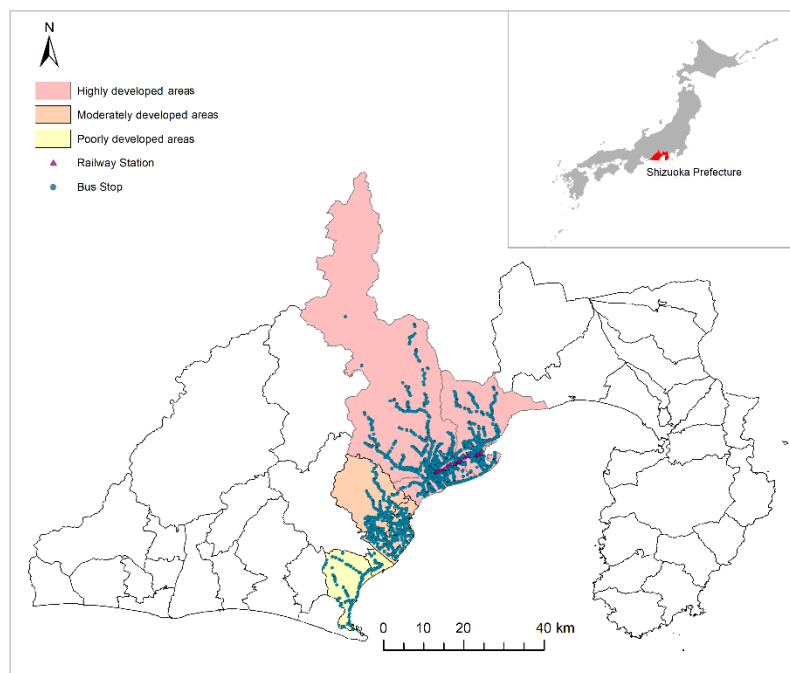 N
Highly developed areas
Moderately developed areas
Poorly developed areas
Railway Station
Bus Stop
Shizuoka Prefecture
0 10 20 40 km